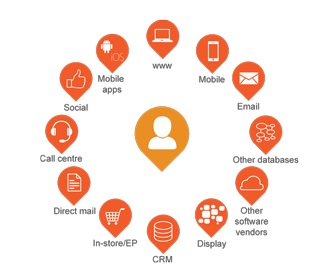 www
Mobile
Email
Other databases
Other
software
vendors
Display
CRM
In-store/EP
Direct mail
Call centre
Social
Mobile
apps
iOS